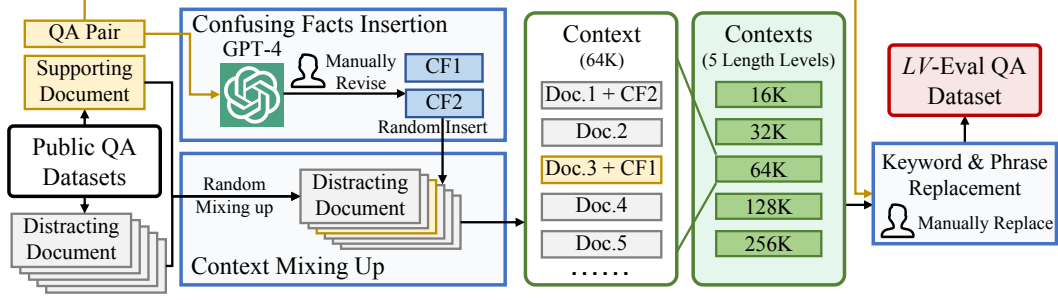 QA Pair
Supporting
Document
Public QA
Datasets
Distracting
Document
Confusing Facts Insertion
GPT-4
Manually
Revise
CF1
CF2
Random Insert
Random
Mixing up
Distracting
Document
Context Mixing Up
Context
(64K)
Doc.1 + CF2
Doc.2
Doc.3 + CF1
Doc.4
Doc.5
......
Contexts
(5 Length Levels)
16K
32K
64K
128K
256K
LV-Eval QA
Dataset
Keyword & Phrase
Replacement
Manually Replace